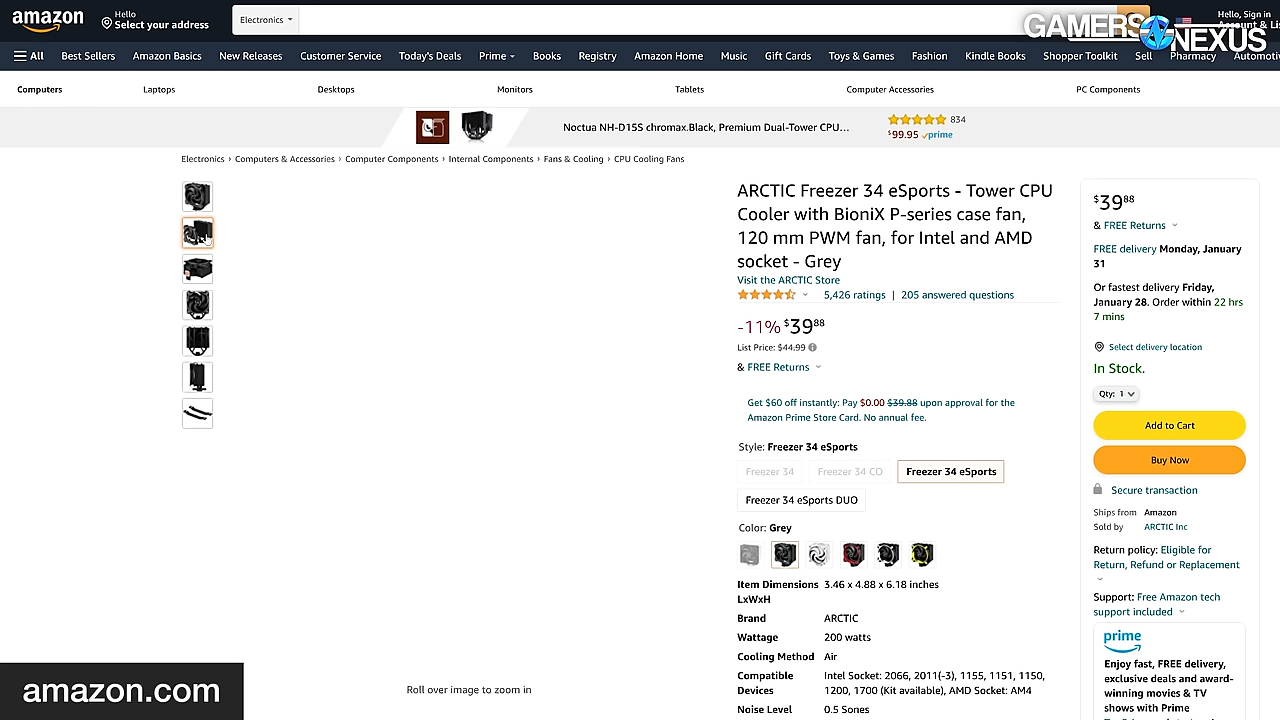 amazon
Hello
Select your address
Electronics
Hello, Sign in
GAMERS NEXUS
All Best Sellers Amazon Basics New Releases Customer Service Today's Deals Prime Books Registry Amazon Home Music Gift Cards Toys & Games Fashion Kindle Books Shopper Toolkit Sell Pharmacy
Computers Laptops Desktops Monitors Tablets Computer Accessories PC Components
Noctua NH-D15S chromax.Black, Premium Dual-Tower CPU…
834
$99.95 prime
Electronics › Computers & Accessories › Computer Components › Internal Components › Fans & Cooling › CPU Cooling Fans
ARCTIC Freezer 34 eSports - Tower CPU
Cooler with BioniX P-series case fan,
120 mm PWM fan, for Intel and AMD
socket - Grey
Visit the ARCTIC Store
5,426 ratings | 205 answered questions
-11% $39 88
List Price: $44.99
& FREE Returns
Get $60 off instantly: Pay $0.00 $39.88 upon approval for the
Amazon Prime Store Card. No annual fee.
Style: Freezer 34 eSports
Freezer 34 Freezer 34 CO Freezer 34 eSports
Freezer 34 eSports DUO
Color: Grey
Item Dimensions 3.46 x 4.88 x 6.18 inches
LxWxH
Brand ARCTIC
Wattage 200 watts
Cooling Method Air
Compatible Intel Socket: 2066, 2011(-3), 1155, 1151, 1150,
Devices 1200, 1700 (Kit available), AMD Socket: AM4
Noise Level 0.5 Sones
$39 88
& FREE Returns
FREE delivery Monday, January
31
Or fastest delivery Friday,
January 28. Order within 22 hrs
7 mins
Select delivery location
In Stock.
Qty: 1
Add to Cart
Buy Now
Secure transaction
Ships from Amazon
Sold by ARCTIC Inc
Return policy: Eligible for
Return, Refund or Replacement
Support: Free Amazon tech
support included
prime
Enjoy fast, FREE delivery,
exclusive deals and award-
winning movies & TV
shows with Prime
Roll over image to zoom in
amazon.com